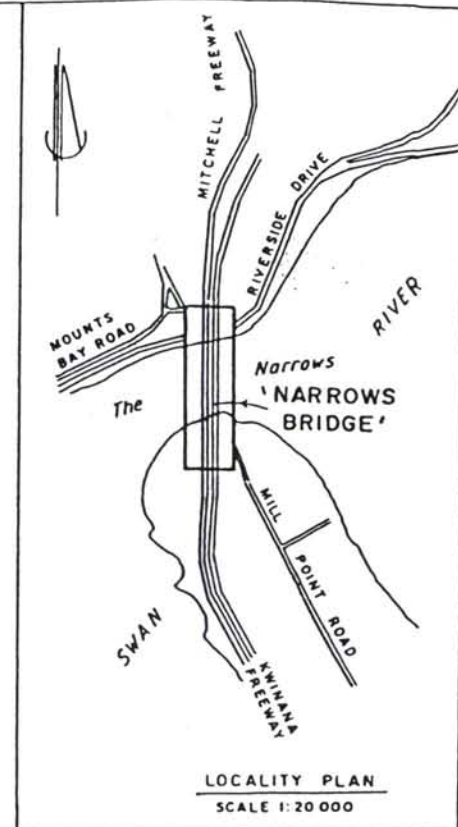 MITCHELL FREEWAY
RIVERSIDE DRIVE
MOUNTS
BAY ROAD
RIVER
The Narrows
'NARROWS
BRIDGE'
MILL POINT ROAD
SWAN
KWINANA
FREEWAY
LOCALITY PLAN
SCALE 1:20 000